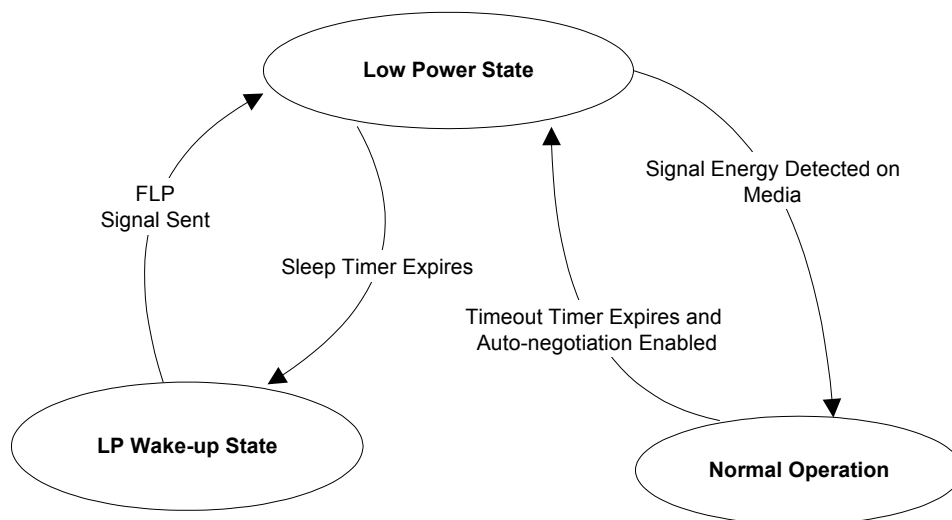 Low Power State
Signal Energy Detected on
Media
FLP
Signal Sent
Sleep Timer Expires
Timeout Timer Expires and
Auto-negotiation Enabled
LP Wake-up State
Normal Operation